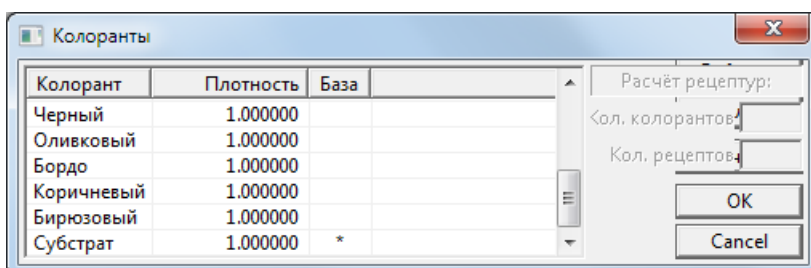 Колоранты
Колорант Плотность База
Черный 1.000000
Оливковый 1.000000
Бордо 1.000000
Коричневый 1.000000
Бирюзовый 1.000000
Субстрат 1.000000 *
Расчёт рецептур:
Кол. колорантов
Кол. рецептов
OK
Cancel